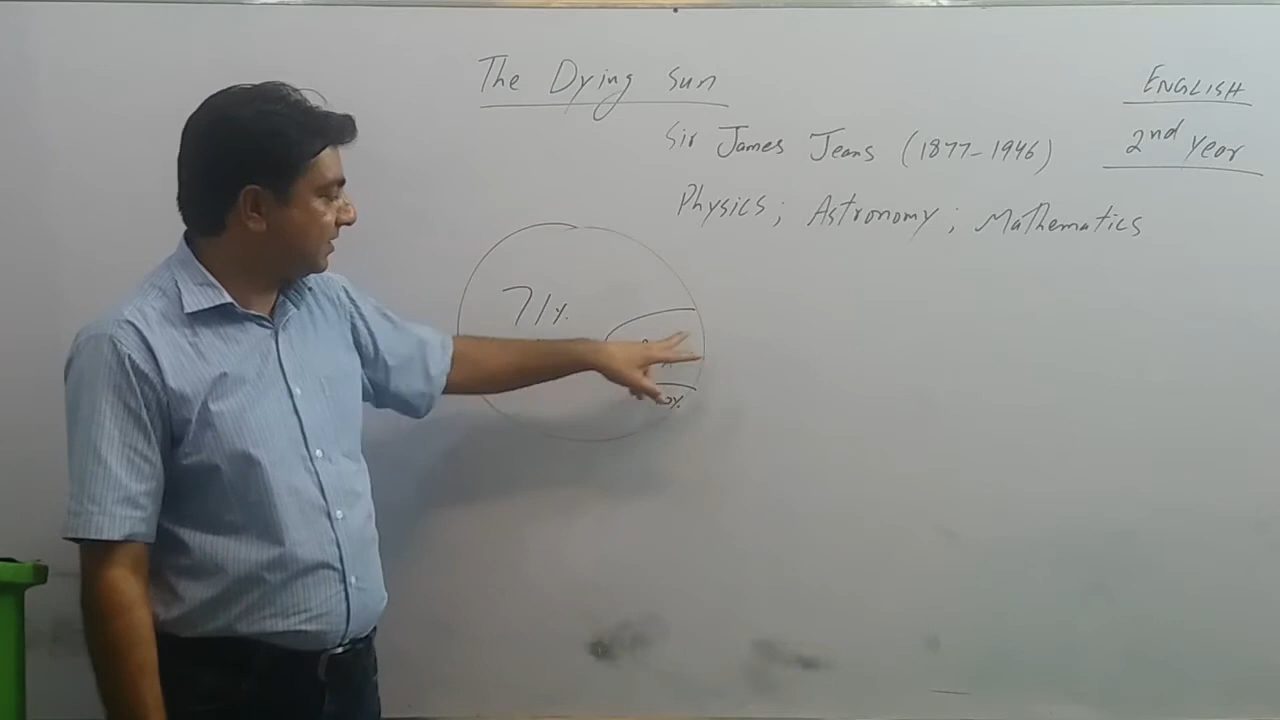 The Dying Sun
ENGLISH
Sir James Jeans (1877-1946)
2nd Year
Physics; Astronomy; Mathematics
71%